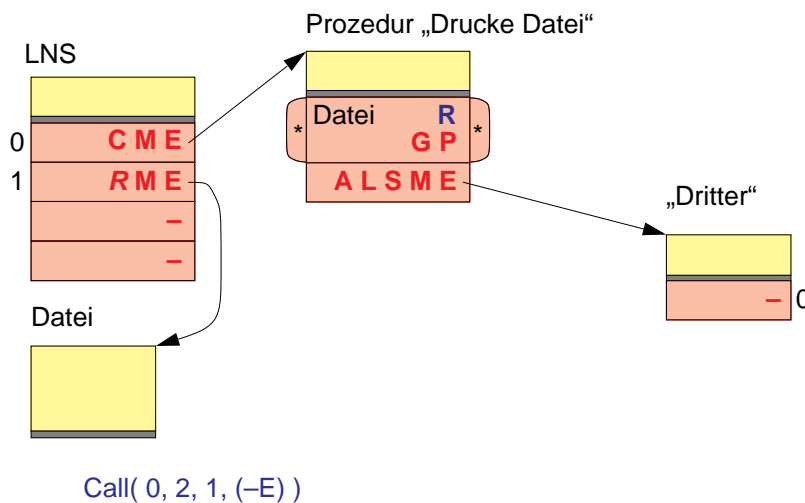 Prozedur „Drucke Datei“
LNS
Datei R
* G P *
0 C M E
1 R M E
A L S M E
„Dritter“
–
–
– 0
Datei
Call( 0, 2, 1, (–E) )